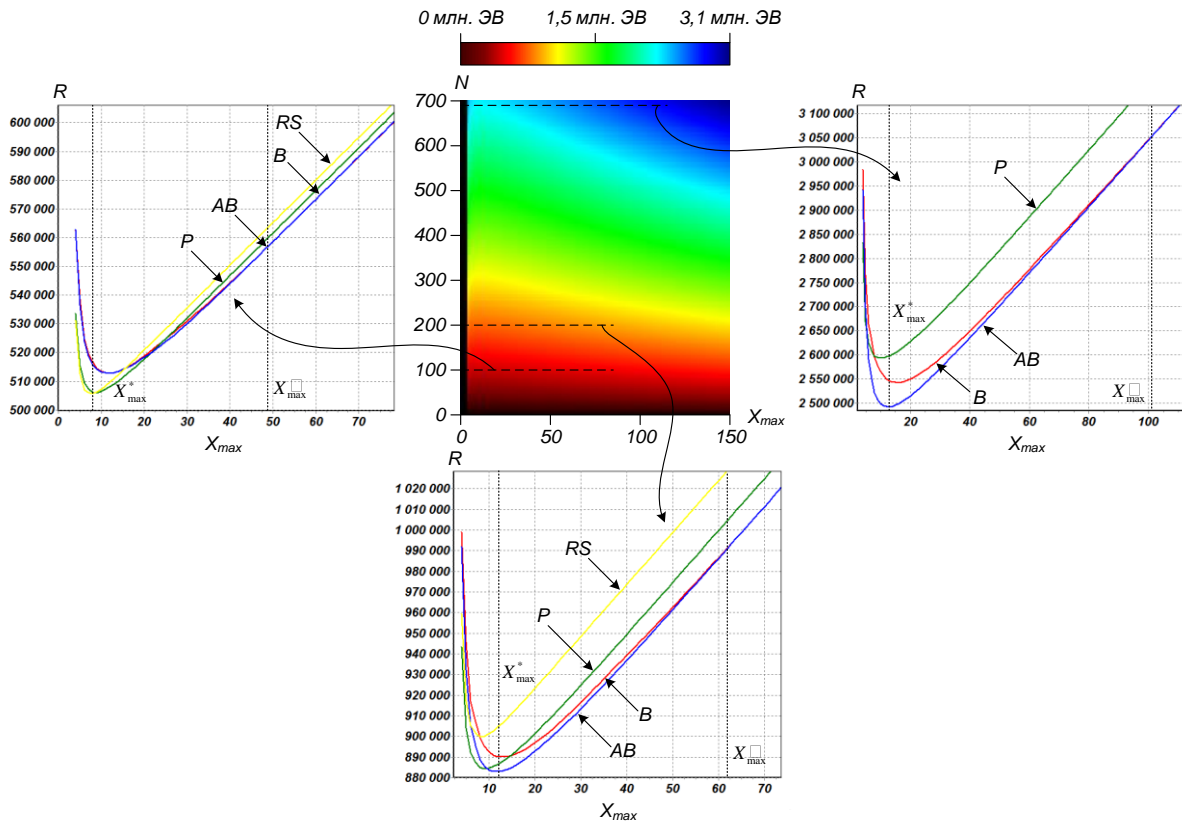 0 млн. ЭВ 1,5 млн. ЭВ 3,1 млн. ЭВ
R
600 000
590 000
580 000
570 000
560 000
550 000
540 000
530 000
520 000
510 000
500 000
RS
B
AB
P
X*max
X□max
0 10 20 30 40 50 60 70
Xmax
N
700
600
500
400
300
200
100
0
0 50 100 150
Xmax
R
3 100 000
3 050 000
3 000 000
2 950 000
2 900 000
2 850 000
2 800 000
2 750 000
2 700 000
2 650 000
2 600 000
2 550 000
2 500 000
P
X*max
AB
B
X□max
20 40 60 80 100
Xmax
R
1 020 000
1 010 000
1 000 000
990 000
980 000
970 000
960 000
950 000
940 000
930 000
920 000
910 000
900 000
890 000
880 000
RS
P
X*max
B
AB
X□max
10 20 30 40 50 60 70
Xmax